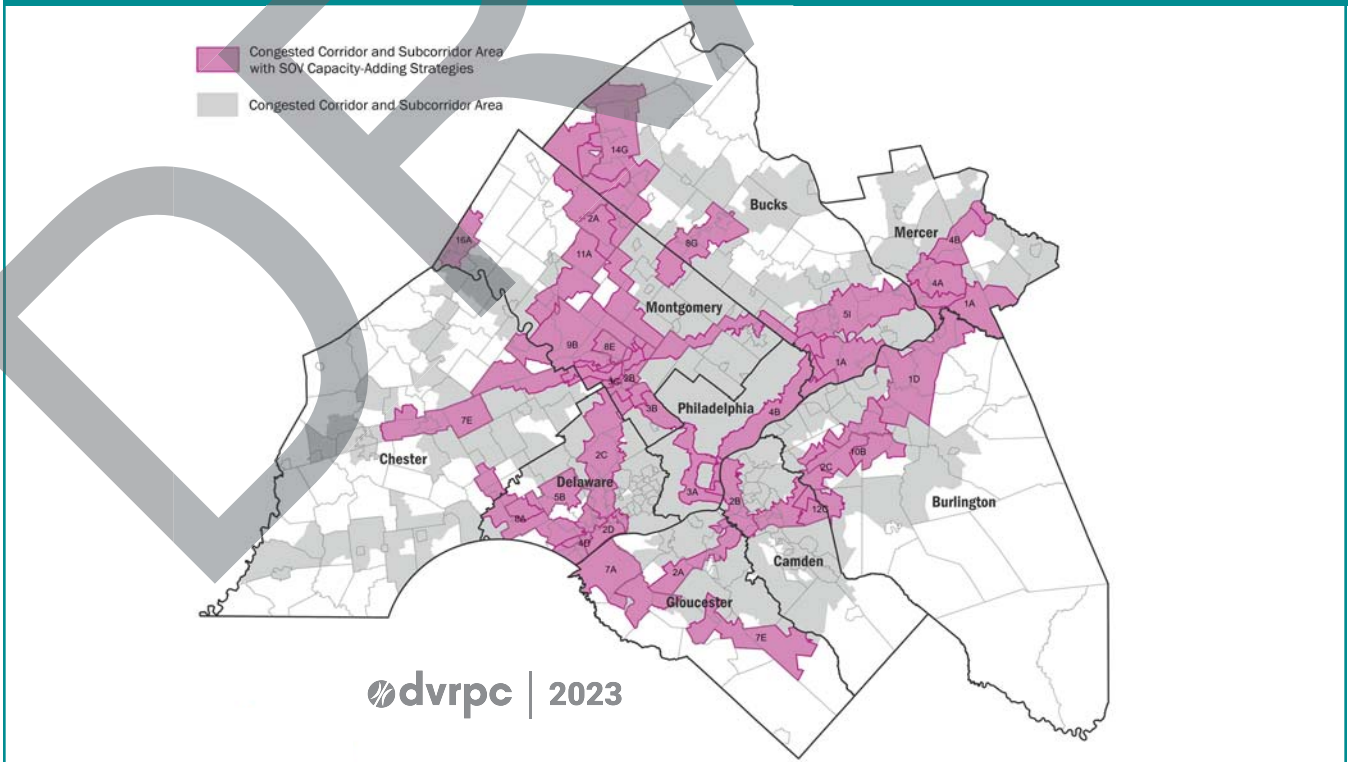 Congested Corridor and Subcorridor Area
with SOV Capacity-Adding Strategies
Congested Corridor and Subcorridor Area
14G
Bucks
2A
16A
8G
Mercer
4B
11A
4A
1A
Montgomery
5I
9B
8E
1A
2B
1D
3B
Philadelphia
4B
7E
Chester
10B
2C
2C
Delaware
5B
3A
2B
12C
Burlington
8A
2D
4B
Camden
7A
2A
Gloucester
7E
dvrpc | 2023